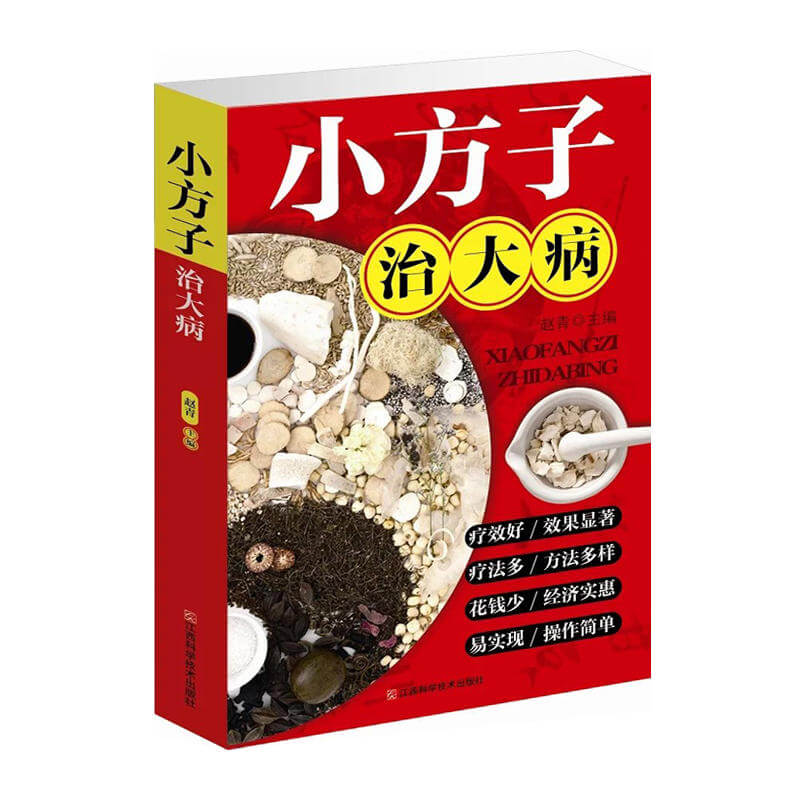 小方子
治大病
赵青 主编
江西科学技术出版社
小方子
治大病
赵青 主编
XIAOFANGZI
ZHIDABING
疗效好/效果显著
疗法多/方法多样
花钱少/经济实惠
易实现/操作简单
江西科学技术出版社